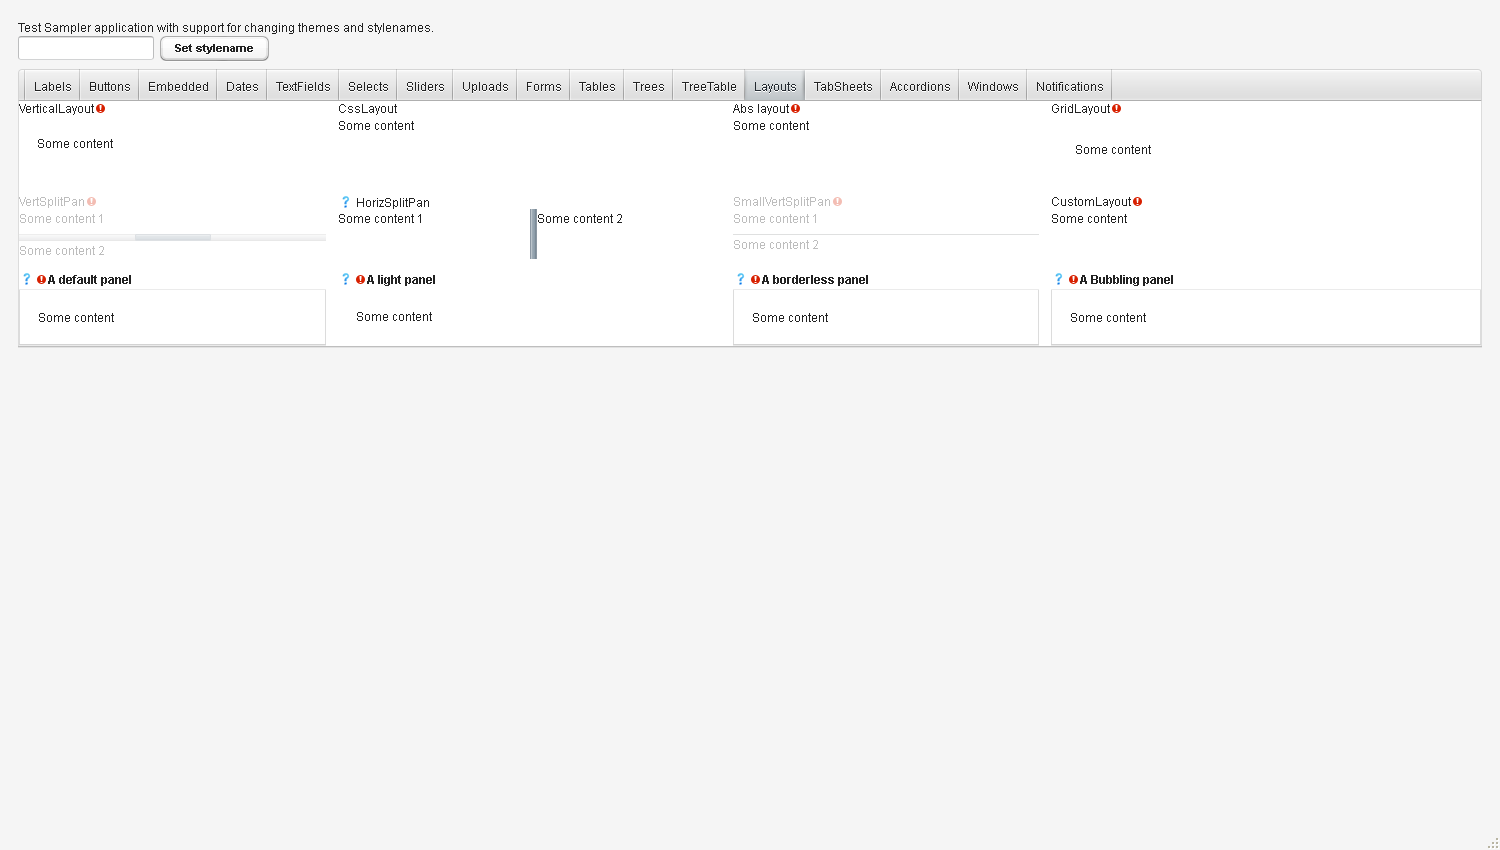 Test Sampler application with support for changing themes and stylenames.
Set stylename
Labels Buttons Embedded Dates TextFields Selects Sliders Uploads Forms Tables Trees TreeTable Layouts TabSheets Accordions Windows Notifications
VerticalLayout CssLayout Abs layout GridLayout
Some content Some content
Some content Some content
VertSplitPan HorizSplitPan SmallVertSplitPan CustomLayout
Some content 1 Some content 1 Some content 2 Some content 1 Some content
Some content 2 Some content 2
A default panel A light panel A borderless panel A Bubbling panel
Some content Some content Some content Some content